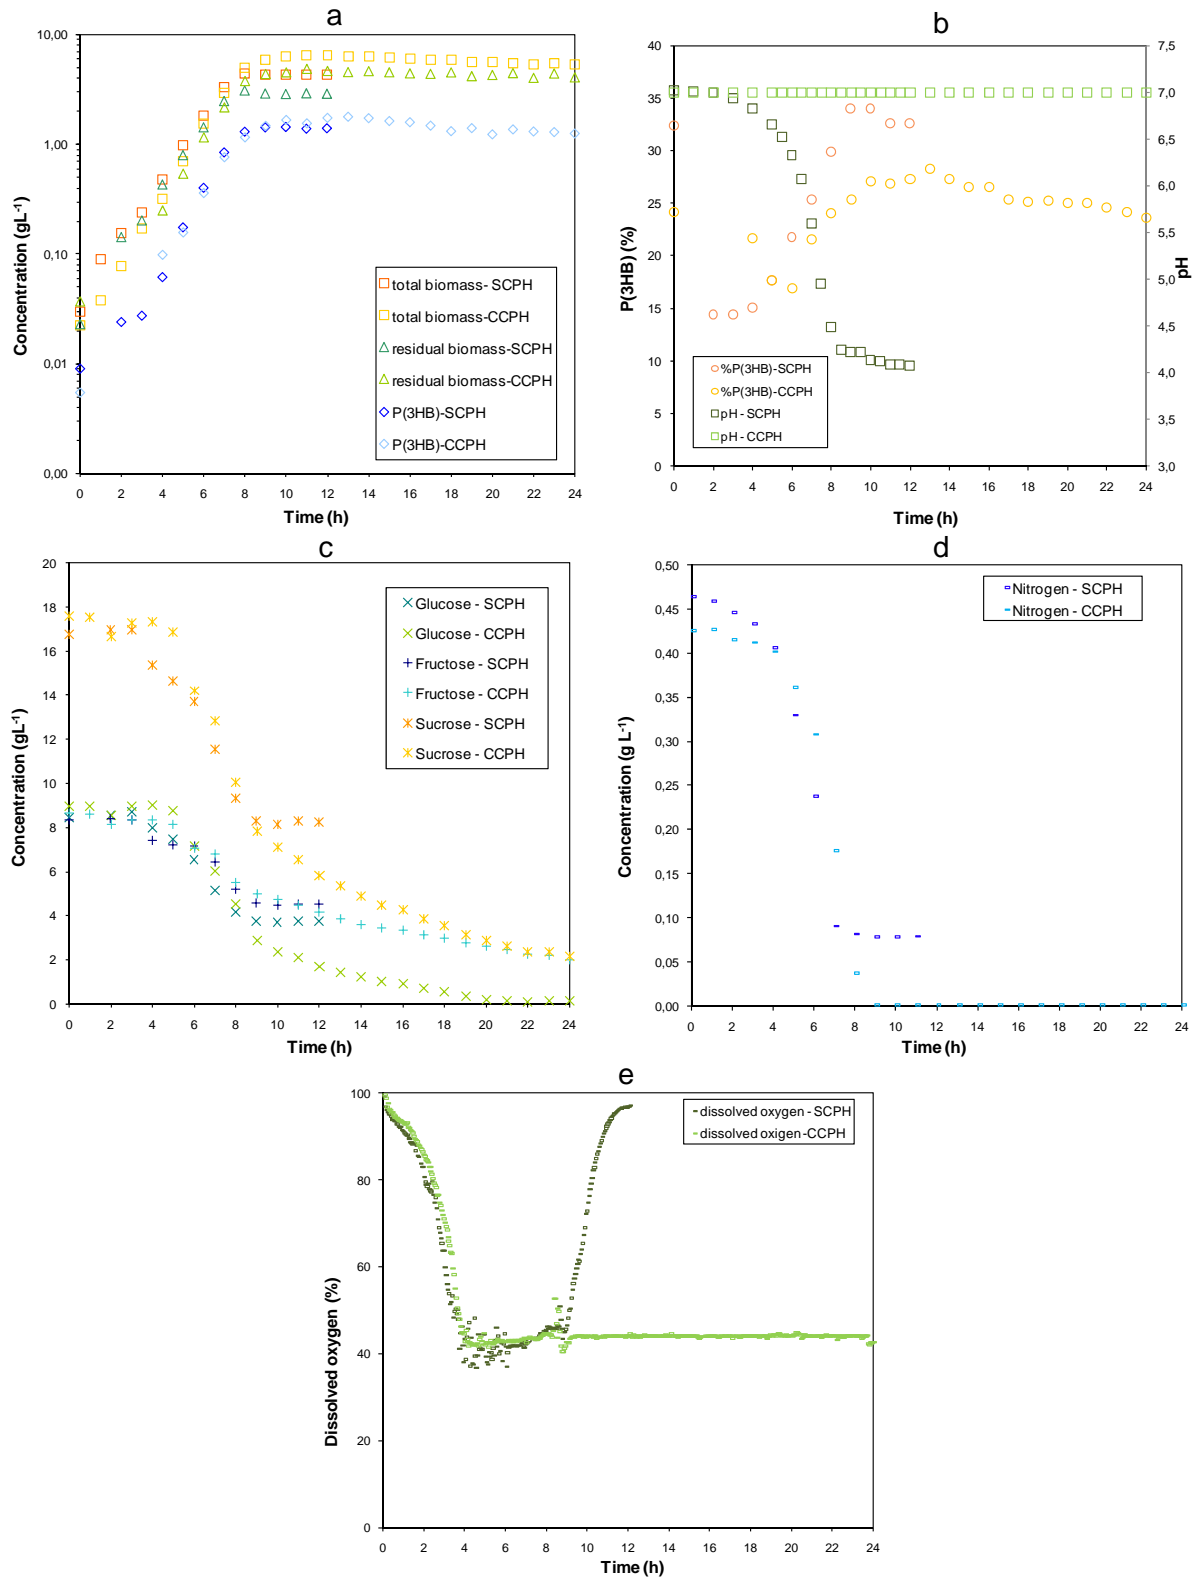 a
10,00
1,00
0,10
0,01
0,00
Concentration (gL-1)
total biomass- SCPH
total biomass-CCPH
residual biomass-SCPH
residual biomass-CCPH
P(3HB)-SCPH
P(3HB)-CCPH
0 2 4 6 8 10 12 14 16 18 20 22 24
Time (h)
b
40
35
30
25
20
15
10
5
0
P(3HB) (%)
7,5
7,0
6,5
6,0
5,5
5,0
4,5
4,0
3,5
3,0
pH
%P(3HB)-SCPH
%P(3HB)-CCPH
pH - SCPH
pH - CCPH
0 2 4 6 8 10 12 14 16 18 20 22 24
Time (h)
c
20
18
16
14
12
10
8
6
4
2
0
Concentration (gL-1)
Glucose - SCPH
Glucose - CCPH
Fructose - SCPH
Fructose - CCPH
Sucrose - SCPH
Sucrose - CCPH
0 2 4 6 8 10 12 14 16 18 20 22 24
Time (h)
d
0,50
0,45
0,40
0,35
0,30
0,25
0,20
0,15
0,10
0,05
0,00
Concentration (g L-1)
Nitrogen - SCPH
Nitrogen - CCPH
0 2 4 6 8 10 12 14 16 18 20 22 24
Time (h)
e
100
80
60
40
20
0
Dissolved oxygen (%)
dissolved oxygen - SCPH
dissolved oxigen -CCPH
0 2 4 6 8 10 12 14 16 18 20 22 24
Time (h)